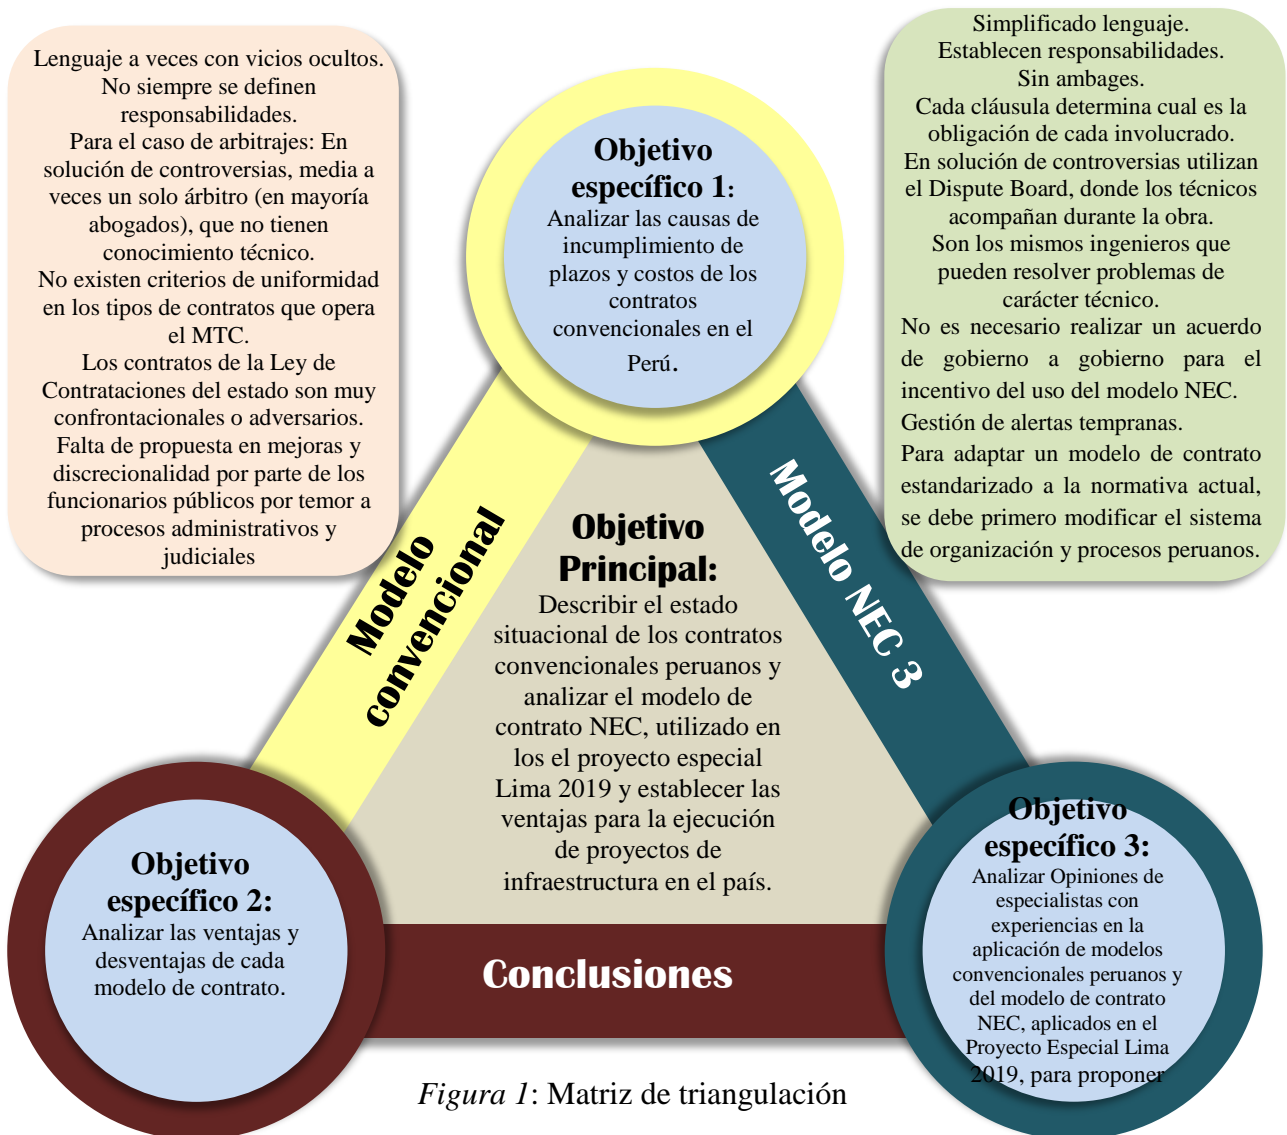 Lenguaje a veces con vicios ocultos.
No siempre se definen
responsabilidades.
Para el caso de arbitrajes: En
solución de controversias, media a
veces un solo árbitro (en mayoría
abogados), que no tienen
conocimiento técnico.
No existen criterios de uniformidad
en los tipos de contratos que opera
el MTC.
Los contratos de la Ley de
Contrataciones del estado son muy
confrontacionales o adversarios.
Falta de propuesta en mejoras y
discrecionalidad por parte de los
funcionarios públicos por temor a
procesos administrativos y
judiciales
Objetivo
específico 1:
Analizar las causas de
incumplimiento de
plazos y costos de los
contratos
convencionales en el
Perú.
Simplificado lenguaje.
Establecen responsabilidades.
Sin ambages.
Cada cláusula determina cual es la
obligación de cada involucrado.
En solución de controversias utilizan
el Dispute Board, donde los técnicos
acompañan durante la obra.
Son los mismos ingenieros que
pueden resolver problemas de
carácter técnico.
No es necesario realizar un acuerdo
de gobierno a gobierno para el
incentivo del uso del modelo NEC.
Gestión de alertas tempranas.
Para adaptar un modelo de contrato
estandarizado a la normativa actual,
se debe primero modificar el sistema
de organización y procesos peruanos.
Modelo
convencional
Modelo NEC 3
Objetivo
Principal:
Describir el estado
situacional de los contratos
convencionales peruanos y
analizar el modelo de
contrato NEC, utilizado en
los el proyecto especial
Lima 2019 y establecer las
ventajas para la ejecución
de proyectos de
infraestructura en el país.
Objetivo
específico 2:
Analizar las ventajas y
desventajas de cada
modelo de contrato.
Conclusiones
Objetivo
específico 3:
Analizar Opiniones de
especialistas con
experiencias en la
aplicación de modelos
convencionales peruanos y
del modelo de contrato
NEC, aplicados en el
Proyecto Especial Lima
2019, para proponer
Figura 1: Matriz de triangulación